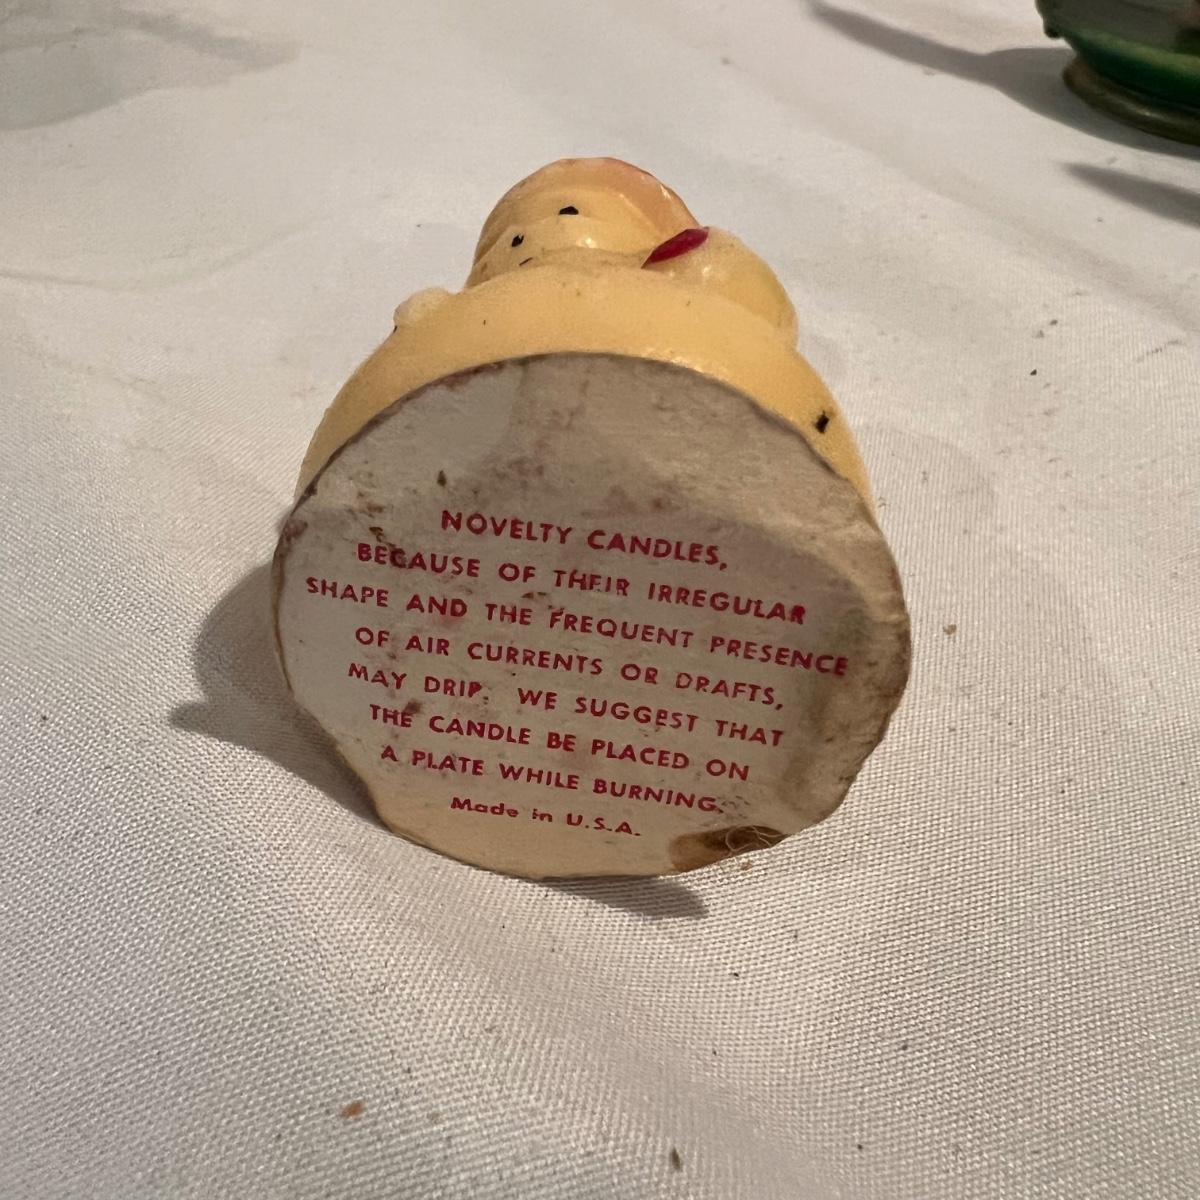 NOVELTY CANDLES,
BECAUSE OF THEIR IRREGULAR
SHAPE AND THE FREQUENT PRESENCE
OF AIR CURRENTS OR DRAFTS,
MAY DRIP. WE SUGGEST THAT
THE CANDLE BE PLACED ON
A PLATE WHILE BURNING.
Made in U.S.A.